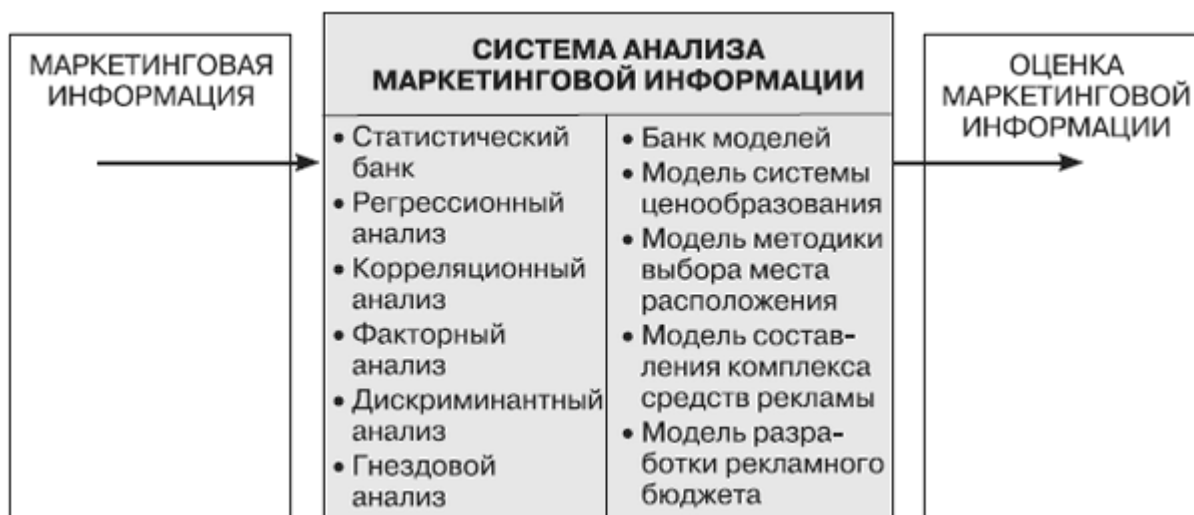 МАРКЕТИНГОВАЯ
ИНФОРМАЦИЯ
СИСТЕМА АНАЛИЗА
МАРКЕТИНГОВОЙ ИНФОРМАЦИИ
• Статистический
банк
• Регрессионный
анализ
• Корреляционный
анализ
• Факторный
анализ
• Дискриминантный
анализ
• Гнездовой
анализ
• Банк моделей
• Модель системы
ценообразования
• Модель методики
выбора места
расположения
• Модель состав-
ления комплекса
средств рекламы
• Модель разра-
ботки рекламного
бюджета
ОЦЕНКА
МАРКЕТИНГОВОЙ
ИНФОРМАЦИИ